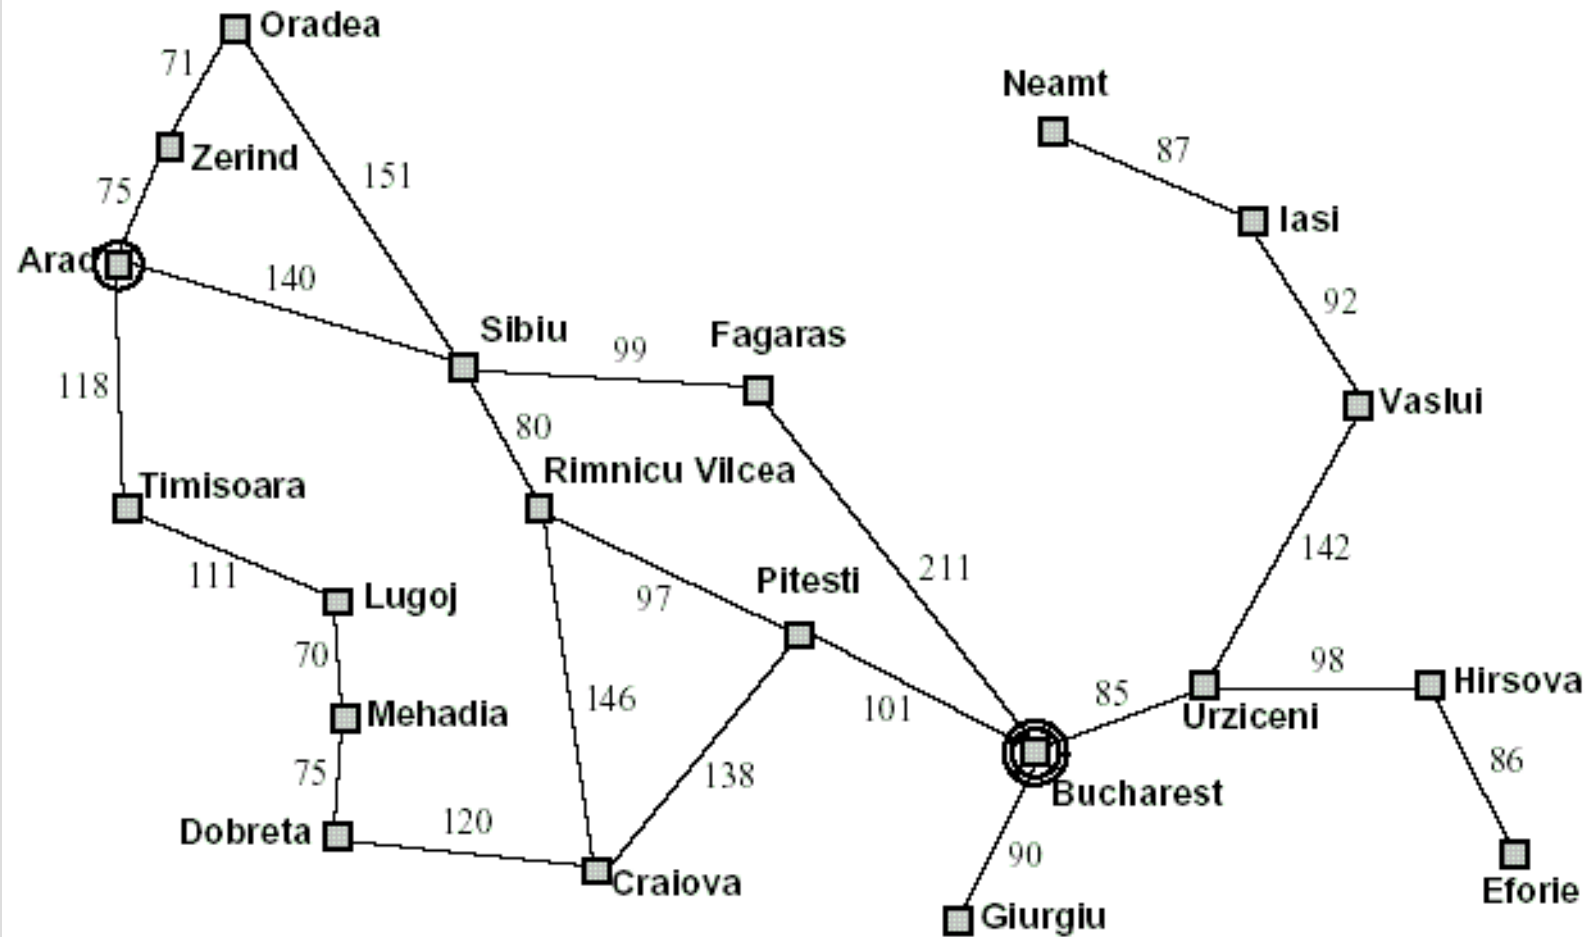 Oradea
71
Neamt
87
Zerind
151
75
Iasi
Arad
140
92
Sibiu
Fagaras
99
118
Vaslui
80
Rimnicu Vilcea
Timisoara
142
111
211
Pitesti
Lugoj
97
70
98
Hirsova
85
146
101
Urziceni
Mehadia
86
75
138
Bucharest
120
Dobreta
90
Craiova
Eforie
Giurgiu